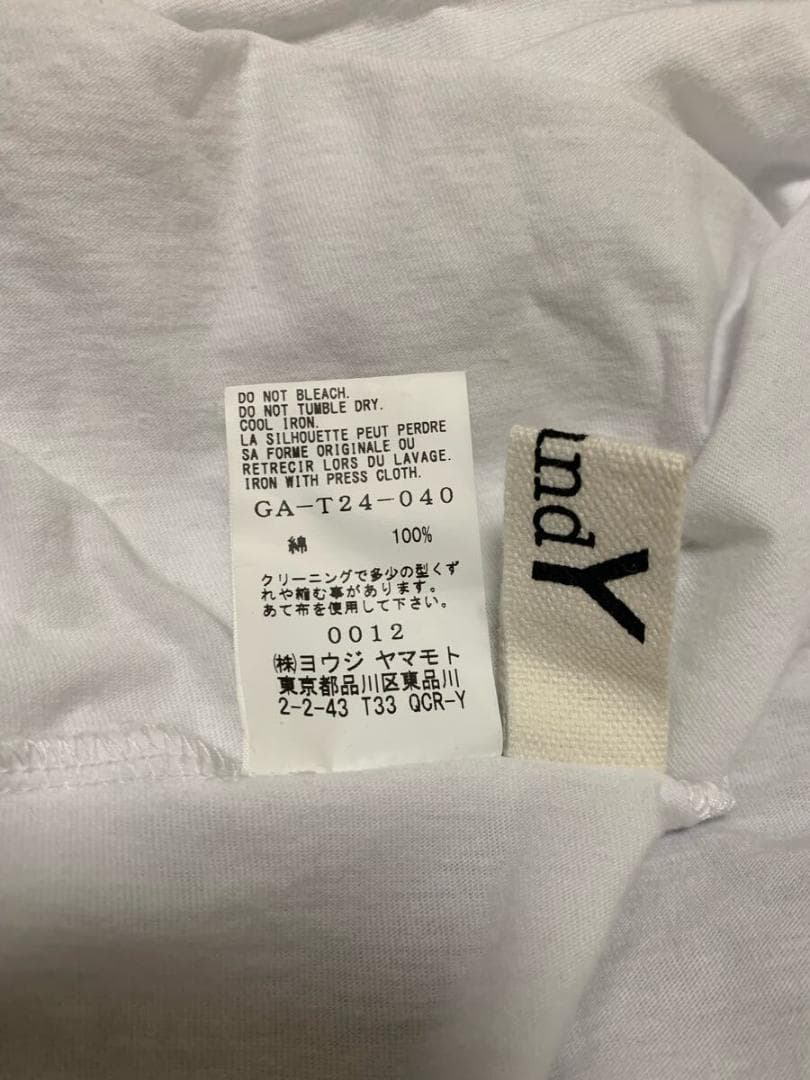 DO NOT BLEACH.
DO NOT TUMBLE DRY.
COOL IRON.
LA SILHOUETTE PEUT PERDRE
SA FORME ORIGINALE OU
RETRECIR LORS DU LAVAGE.
IRON WITH PRESS CLOTH.
GA-T24-040
綿 100%
クリーニングで多少の型くず
れや縮む事があります。
あて布を使用して下さい。
0012
㈱ヨウジ ヤマモト
東京都品川区東品川
2-2-43 T33 QCR-Y
undY